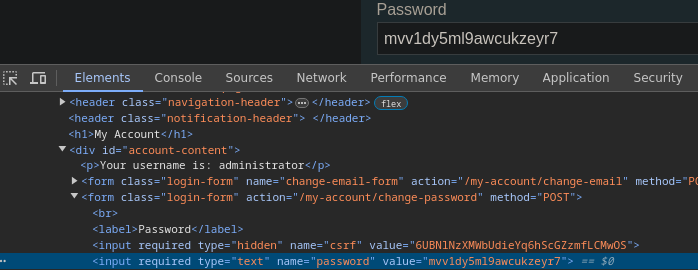 Password
mvv1dy5ml9awcukzeyr7
Elements Console Sources Network Performance Memory Application Security
<header class="navigation-header">⋯</header> flex
<header class="notification-header"> </header>
<h1>My Account</h1>
<div id="account-content">
<p>Your username is: administrator</p>
<form class="login-form" name="change-email-form" action="/my-account/change-email" method="PO
<form class="login-form" action="/my-account/change-password" method="POST">
<br>
<label>Password</label>
<input required type="hidden" name="csrf" value="6UBNlNzXMWbUdieYq6hScGZzmfLCMwOS">
<input required type="text" name="password" value="mvv1dy5ml9awcukzeyr7"> == $0